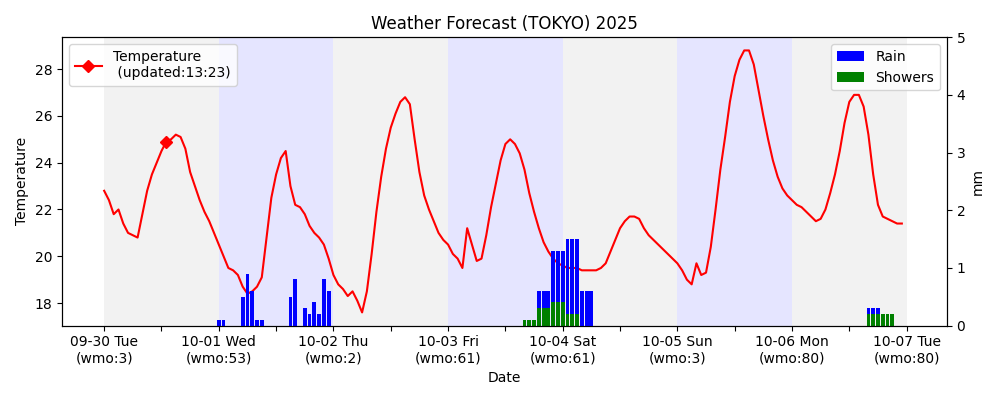 Weather Forecast (TOKYO) 2025
Temperature
(updated:13:23)
Rain
Showers
28
26
24
22
20
18
Temperature
5
4
3
2
1
0
mm
09-30 Tue
(wmo:3)
10-01 Wed
(wmo:53)
10-02 Thu
(wmo:2)
10-03 Fri
(wmo:61)
10-04 Sat
(wmo:61)
10-05 Sun
(wmo:3)
10-06 Mon
(wmo:80)
10-07 Tue
(wmo:80)
Date